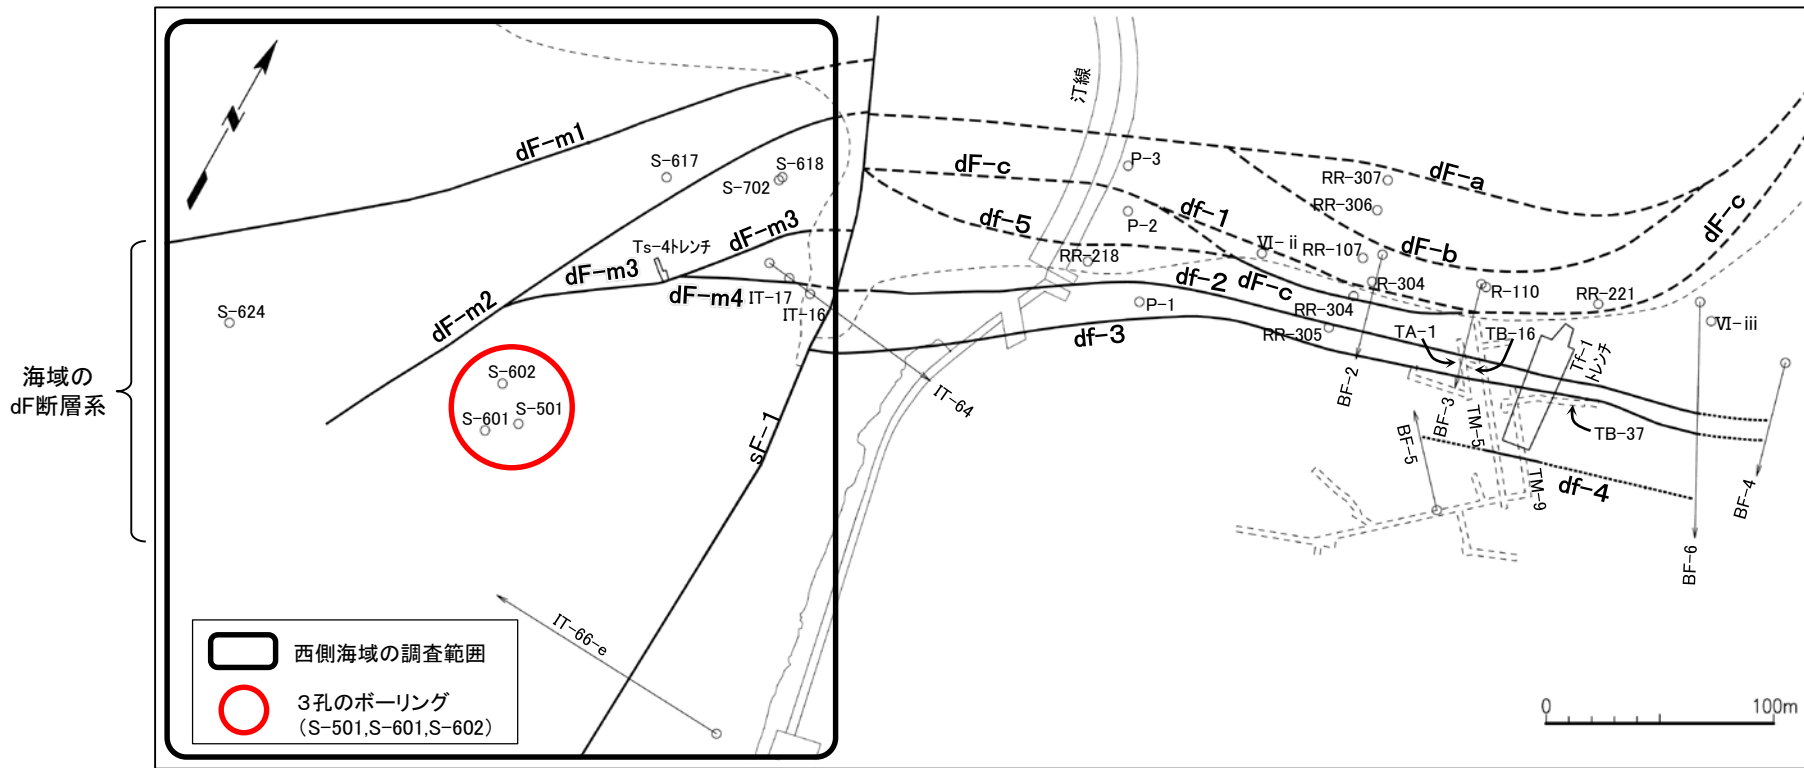 汀線
dF-m1
S-617
S-618
S-702
dF-c
P-3
RR-307
dF-a
RR-306
df-1
P-2
df-5
dF-m3
Ts-4トレンチ
dF-m3
dF-m4
IT-17
IT-16
RR-218
Ⅵ-ⅱ
RR-107
dF-b
dF-c
df-2
dF-c
R-304
R-110
RR-221
RR-304
P-1
RR-305
TA-1
TB-16
Tf-1
トレンチ
Ⅵ-ⅲ
S-624
dF-m2
df-3
海域の
dF断層系
S-602
S-601
S-501
IT-64
BF-2
BF-3
TM-5
TB-37
sF-1
BF-5
TM-9
df-4
BF-4
BF-6
IT-66-e
西側海域の調査範囲
3孔のボーリング
(S-501,S-601,S-602)
0
100m